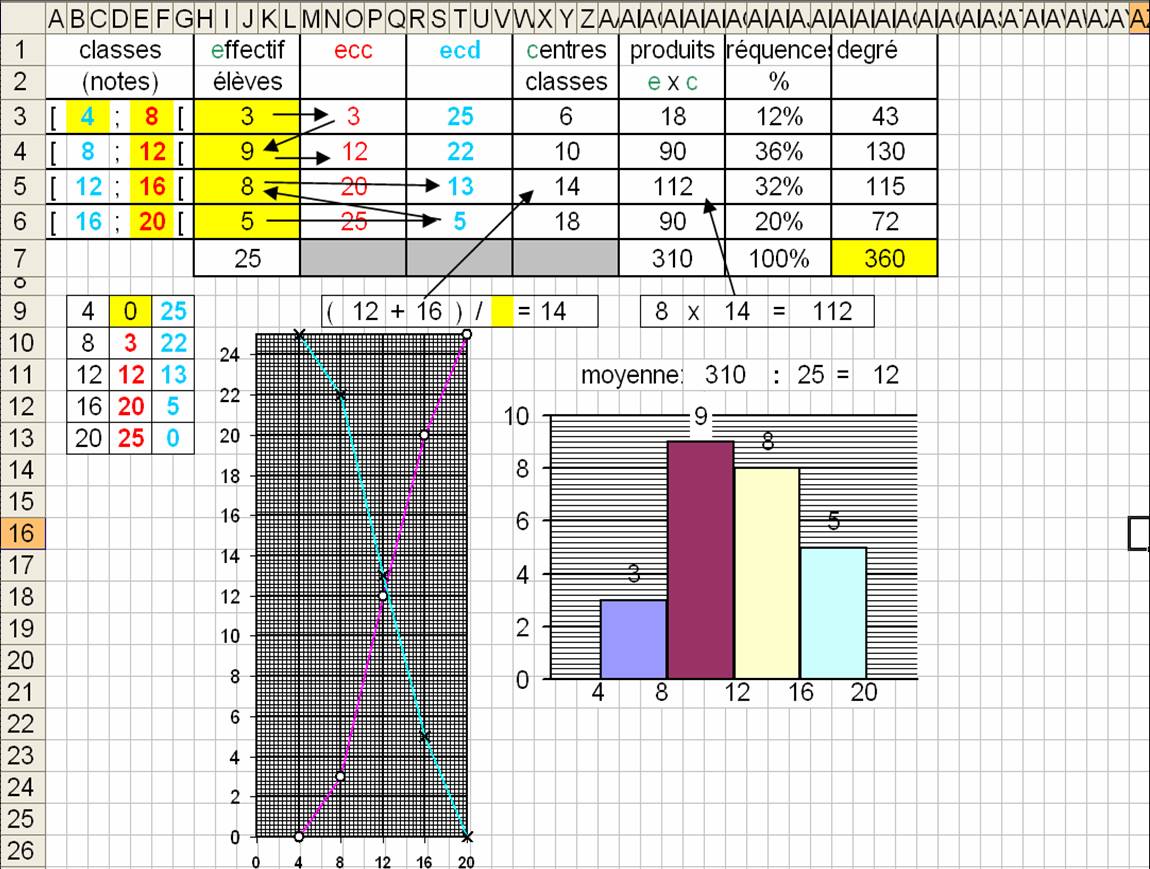 A B C D E F G H I J K L M N O P Q R S T U V W X Y Z
1 classes effectif ecc ecd centres produits réquences degré
2 (notes) élèves classes e x c %
3 [ 4 ; 8 [ 3 3 25 6 18 12% 43
4 [ 8 ; 12 [ 9 12 22 10 90 36% 130
5 [ 12 ; 16 [ 8 20 13 14 112 32% 115
6 [ 16 ; 20 [ 5 25 5 18 90 20% 72
7 25 310 100% 360
8
9 4 0 25 ( 12 + 16 ) / = 14 8 x 14 = 112
10 8 3 22
11 12 12 13 moyenne: 310 : 25 = 12
12 16 20 5
13 20 25 0
14
15
16
17
18
19
20
21
22
23
24
25
26
24
22
20
18
16
14
12
10
8
6
4
2
0
0 4 8 12 16 20
10
8
6
4
2
0
3 9 8 5
4 8 12 16 20